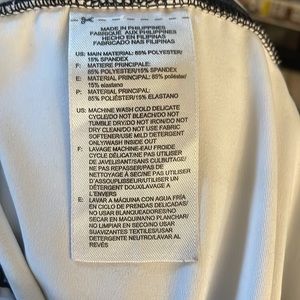 MADE IN PHILIPPINES
FABRIQUÉ AUX PHILIPPINES
HECHO EN FILIPINAS
FABRICADO NAS FILIPINAS
US: MAIN MATERIAL: 85% POLYESTER/
15% SPANDEX
F: MATIERE PRINCIPALE:
85% POLYESTER/15% SPANDEX
E: MATERIAL PRINCIPAL: 85% poliéster/
15% elastano
P: MATERIAL PRINCIPAL:
85% POLIÉSTER/15% ELASTANO
US: MACHINE WASH COLD DELICATE
CYCLE/DO NOT BLEACH/DO NOT
TUMBLE DRY/DO NOT IRON/DO NOT
DRY CLEAN/DO NOT USE FABRIC
SOFTENER/USE MILD DETERGENT
ONLY/WASH INSIDE OUT
F: LAVAGE MACHINE-EAU FROIDE
CYCLE DÉLICAT/NE PAS UTILISER
D'JAVELLISANT/SANS CULBUTAGE/
NE PAS REPASSER/PAS DE
NETTOYAGE À SEC/NE PAS UTILISER
D'ASSOUPLISSEUR/UTILISER
DÉTERGENT DOUX/LAVAGE A
L'ENVERS
E: LAVAR A MÁQUINA CON AGUA FRÍA
EN CICLO DE PRENDAS DELICADAS/
NO USAR BLANQUEADORES/NO
SECAR EN MAQ/NO PLANCHAR/
NO LIMPIAR EN SECO/NO USAR
SUAVIZANTES TEXTILES/USAR
DETERGENTE NEUTRO/LAVAR AL
REVÉS